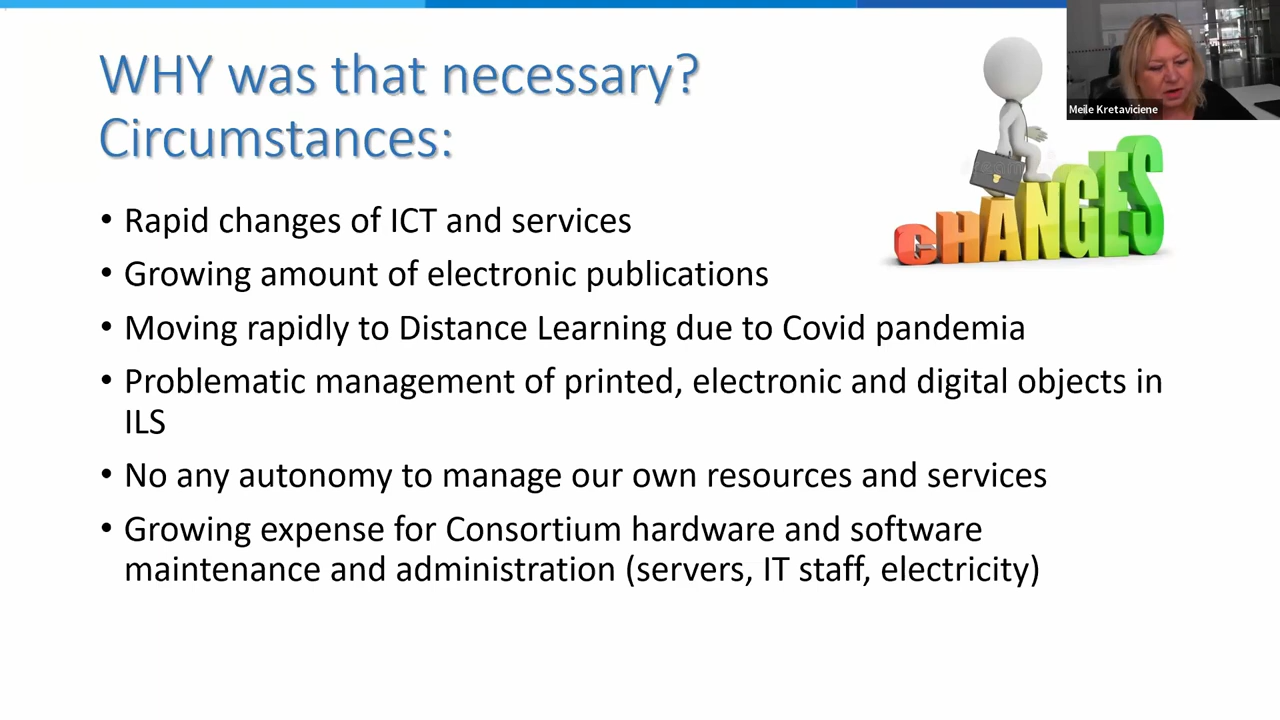 WHY was that necessary?
Circumstances:
Meile Kretaviciene
CHANGES
• Rapid changes of ICT and services
• Growing amount of electronic publications
• Moving rapidly to Distance Learning due to Covid pandemia
• Problematic management of printed, electronic and digital objects in
ILS
• No any autonomy to manage our own resources and services
• Growing expense for Consortium hardware and software
maintenance and administration (servers, IT staff, electricity)